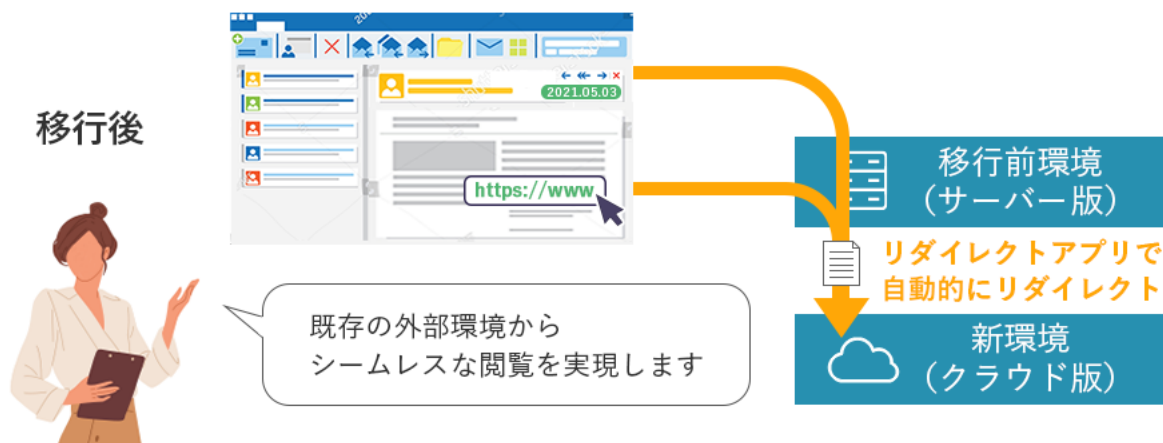 移行後
2021.05.03
https://www
移行前環境
（サーバー版）
リダイレクトアプリで
自動的にリダイレクト
新環境
（クラウド版）
既存の外部環境から
シームレスな閲覧を実現します